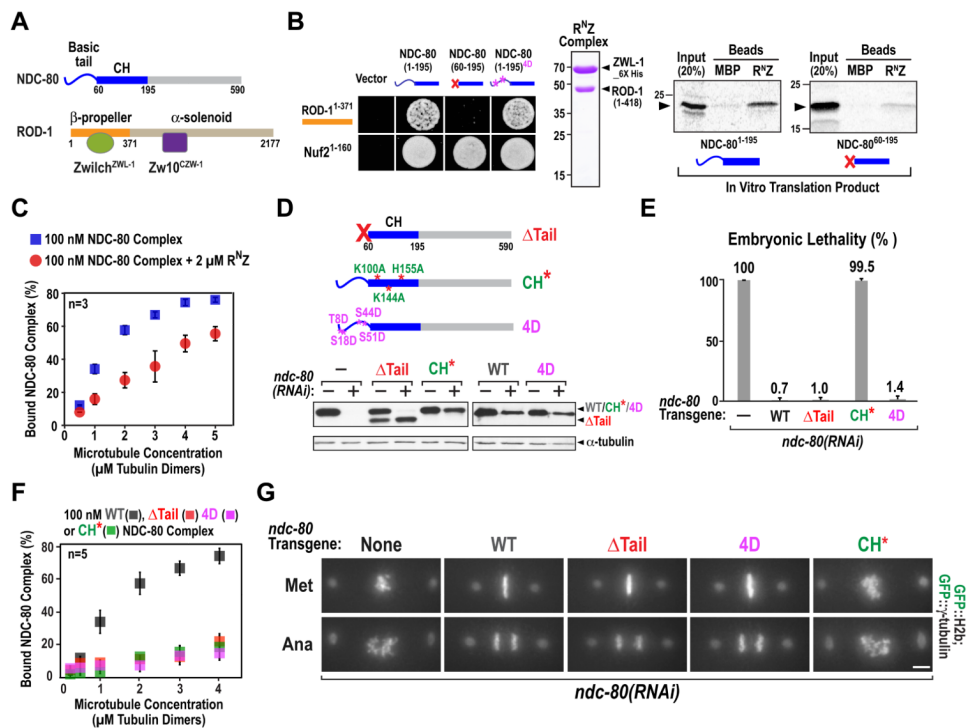 A
Basic
tail
CH
NDC-80
60 195 590
β-propeller α-solenoid
ROD-1
1 371 2177
Zwilch^ZWL-1 Zw10^CZW-1
B
Vector
NDC-80 (1-195)
NDC-80 (60-195)
NDC-80 (1-195)^4D
ROD-1^1-371
Nuf2^1-160
R^NZ
Complex
70
50
40
35
25
ZWL-1
_6X His
ROD-1
(1-418)
Input (20%)
Beads
MBP R^NZ
25
15
NDC-80^1-195
Input (20%)
Beads
MBP R^NZ
25
15
NDC-80^60-195
In Vitro Translation Product
C
100 nM NDC-80 Complex
100 nM NDC-80 Complex + 2 µM R^NZ
n=3
Bound NDC-80 Complex (%)
80
60
40
20
0
1 2 3 4 5
Microtubule Concentration
(µM Tubulin Dimers)
D
CH
ΔTail
60 195 590
K100A H155A
K144A
CH*
T8D S44D
S18D S51D
4D
ndc-80
(RNAi):
— ΔTail CH* WT 4D
– + – + – + – + – +
WT/CH*/4D
ΔTail
α-tubulin
E
Embryonic Lethality (% )
100 0.7 1.0 99.5 1.4
100
0
ndc-80
Transgene:
— WT ΔTail CH* 4D
ndc-80(RNAi)
F
100 nM WT( ), ΔTail ( ) 4D ( )
or CH*( ) NDC-80 Complex
n=5
Bound NDC-80 Complex (%)
80
60
40
20
0
1 2 3 4
Microtubule Concentration
(µM Tubulin Dimers)
G
ndc-80
Transgene:
None WT ΔTail 4D CH*
Met
Ana
GFP::H2b;
GFP::γ-tubulin
ndc-80(RNAi)